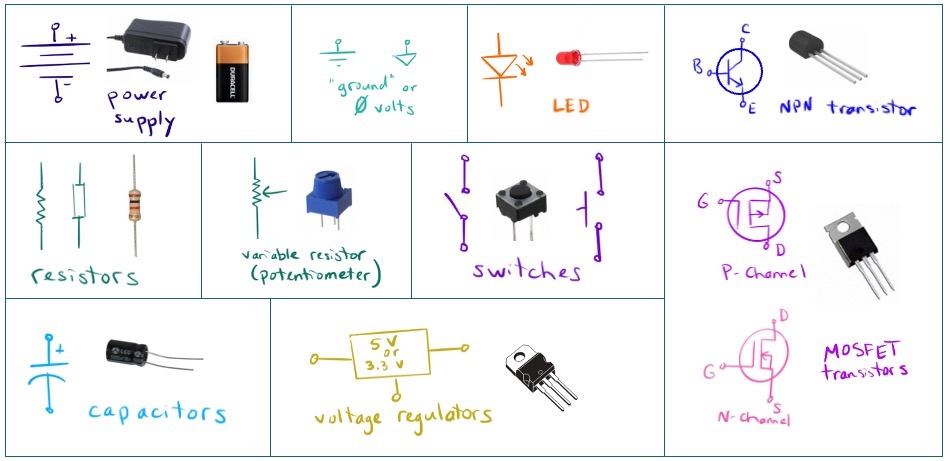 +
-
power
supply
DURACELL
"ground" or
0 volts
LED
C
B
E
NPN transistor
resistors
variable resistor
(potentiometer)
switches
G
S
D
P-Channel
D
G
S
N-Channel
MOSFET
transistors
+
capacitors
5 V
or
3.3 V
voltage regulators